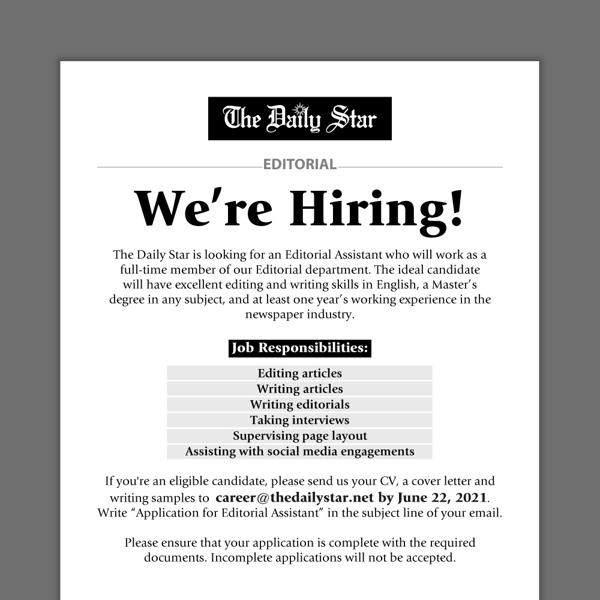 The Daily Star
EDITORIAL
We're Hiring!
The Daily Star is looking for an Editorial Assistant who will work as a
full-time member of our Editorial department. The ideal candidate
will have excellent editing and writing skills in English, a Master's
degree in any subject, and at least one year's working experience in the
newspaper industry.
Job Responsibilities:
Editing articles
Writing articles
Writing editorials
Taking interviews
Supervising page layout
Assisting with social media engagements
If you're an eligible candidate, please send us your CV, a cover letter and
writing samples to career@thedailystar.net by June 22, 2021.
Write “Application for Editorial Assistant” in the subject line of your email.
Please ensure that your application is complete with the required
documents. Incomplete applications will not be accepted.